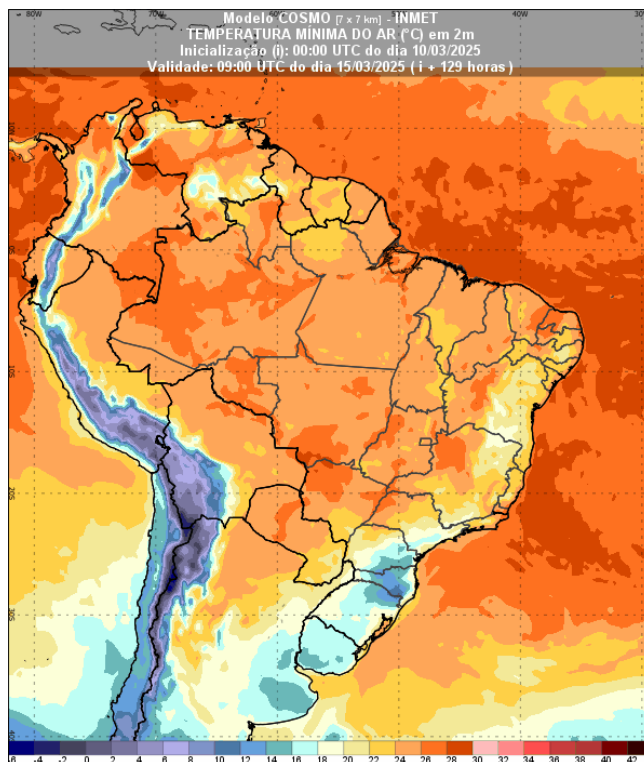 Modelo COSMO [7 x 7 km] - INMET
TEMPERATURA MÍNIMA DO AR (°C) em 2m
Inicialização (i): 00:00 UTC do dia 10/03/2025
Validade: 09:00 UTC do dia 15/03/2025 ( i + 129 horas )
80W 70W 60W 50W 40W 30W
-6 -4 -2 0 2 4 6 8 10 12 14 16 18 20 22 24 26 28 30 32 34 36 38 40 42